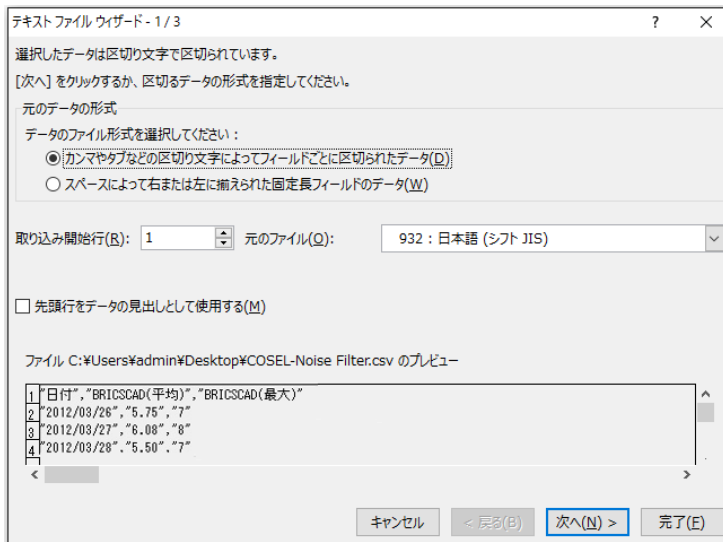 テキスト ファイル ウィザード - 1 / 3 ? ×
選択したデータは区切り文字で区切られています。
[次へ] をクリックするか、区切るデータの形式を指定してください。
元のデータの形式
データのファイル形式を選択してください：
カンマやタブなどの区切り文字によってフィールドごとに区切られたデータ(D)
スペースによって右または左に揃えられた固定長フィールドのデータ(W)
取り込み開始行(R): 1 元のファイル(O): 932 : 日本語 (シフト JIS)
先頭行をデータの見出しとして使用する(M)
ファイル C:¥Users¥admin¥Desktop¥COSEL-Noise Filter.csv のプレビュー
1 "日付","BRICSCAD(平均)","BRICSCAD(最大)"
2 "2012/03/26","5.75","7"
3 "2012/03/27","6.08","8"
4 "2012/03/28","5.50","7"
キャンセル < 戻る(B) 次へ(N) > 完了(F)